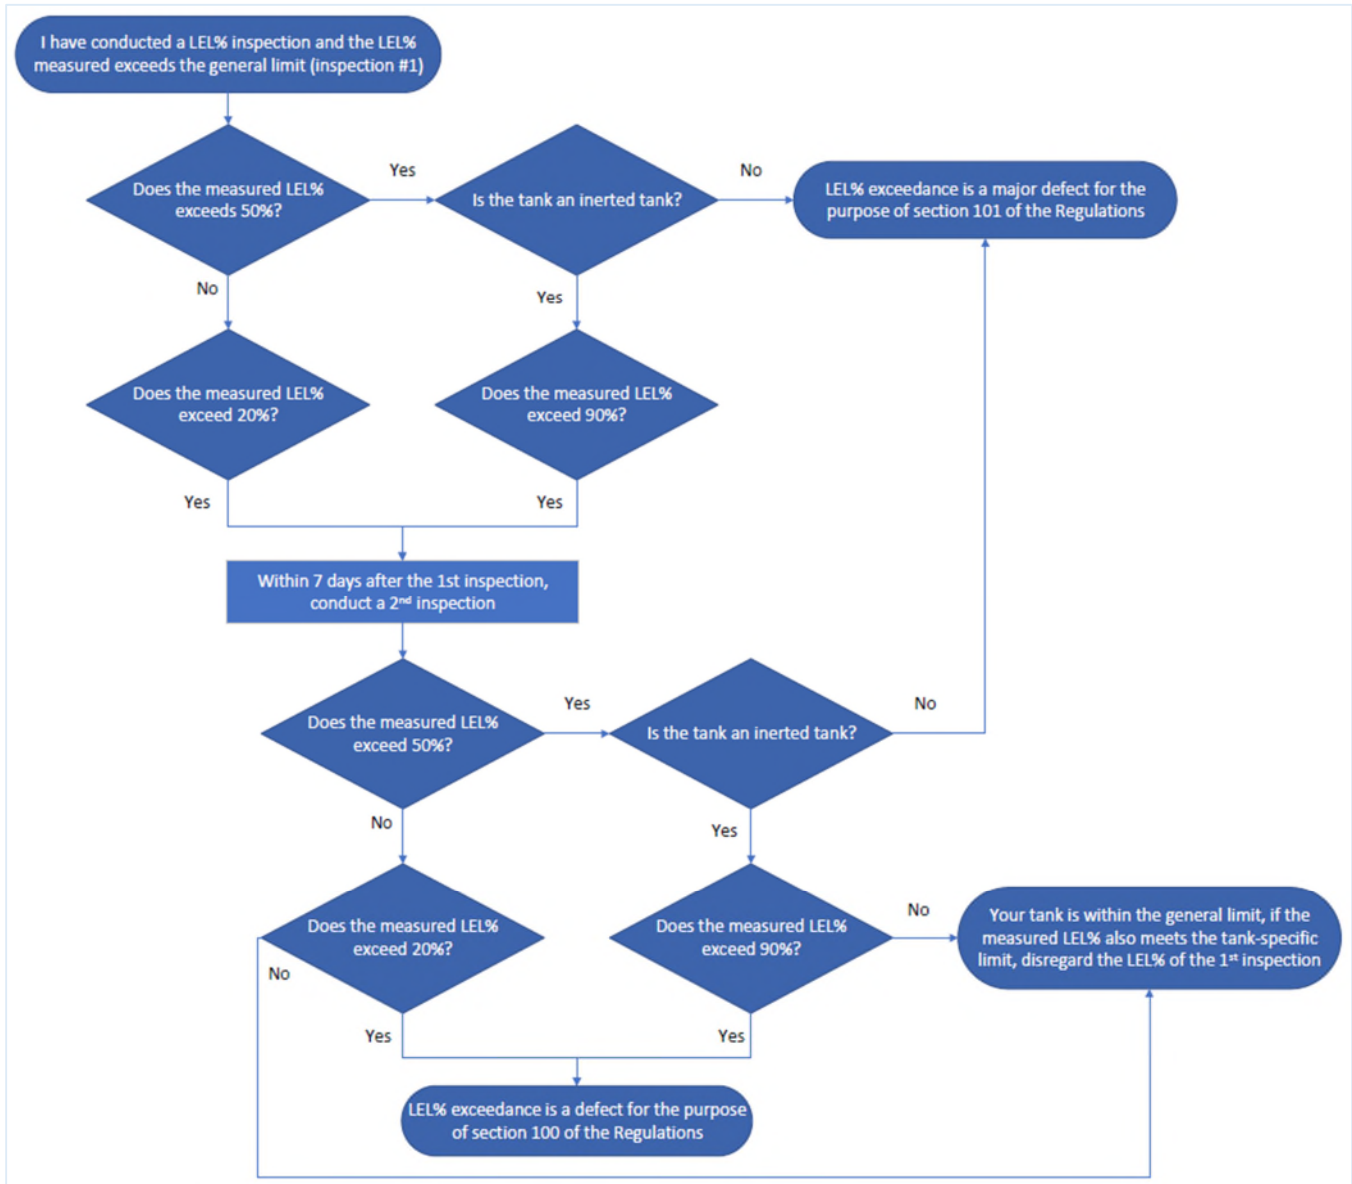 I have conducted a LEL% inspection and the LEL%
measured exceeds the general limit (inspection #1)
Does the measured LEL%
exceeds 50%?
Yes
Is the tank an inerted tank?
No
LEL% exceedance is a major defect for the
purpose of section 101 of the Regulations
No
Yes
Does the measured LEL%
exceed 20%?
Does the measured LEL%
exceed 90%?
Yes
Yes
Within 7 days after the 1st inspection,
conduct a 2nd inspection
Does the measured LEL%
exceed 50%?
Yes
Is the tank an inerted tank?
No
No
Yes
Does the measured LEL%
exceed 20%?
Does the measured LEL%
exceed 90%?
No
Your tank is within the general limit, if the
measured LEL% also meets the tank-specific
limit, disregard the LEL% of the 1st inspection
No
Yes
Yes
LEL% exceedance is a defect for the purpose
of section 100 of the Regulations